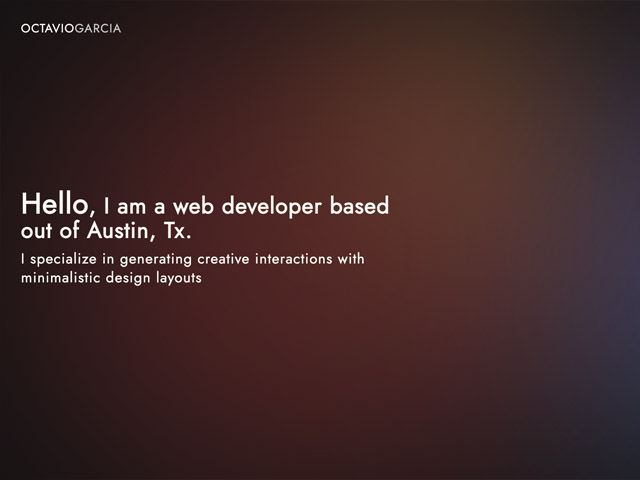 OCTAVIOGARCIA
Hello, I am a web developer based
out of Austin, Tx.
I specialize in generating creative interactions with
minimalistic design layouts